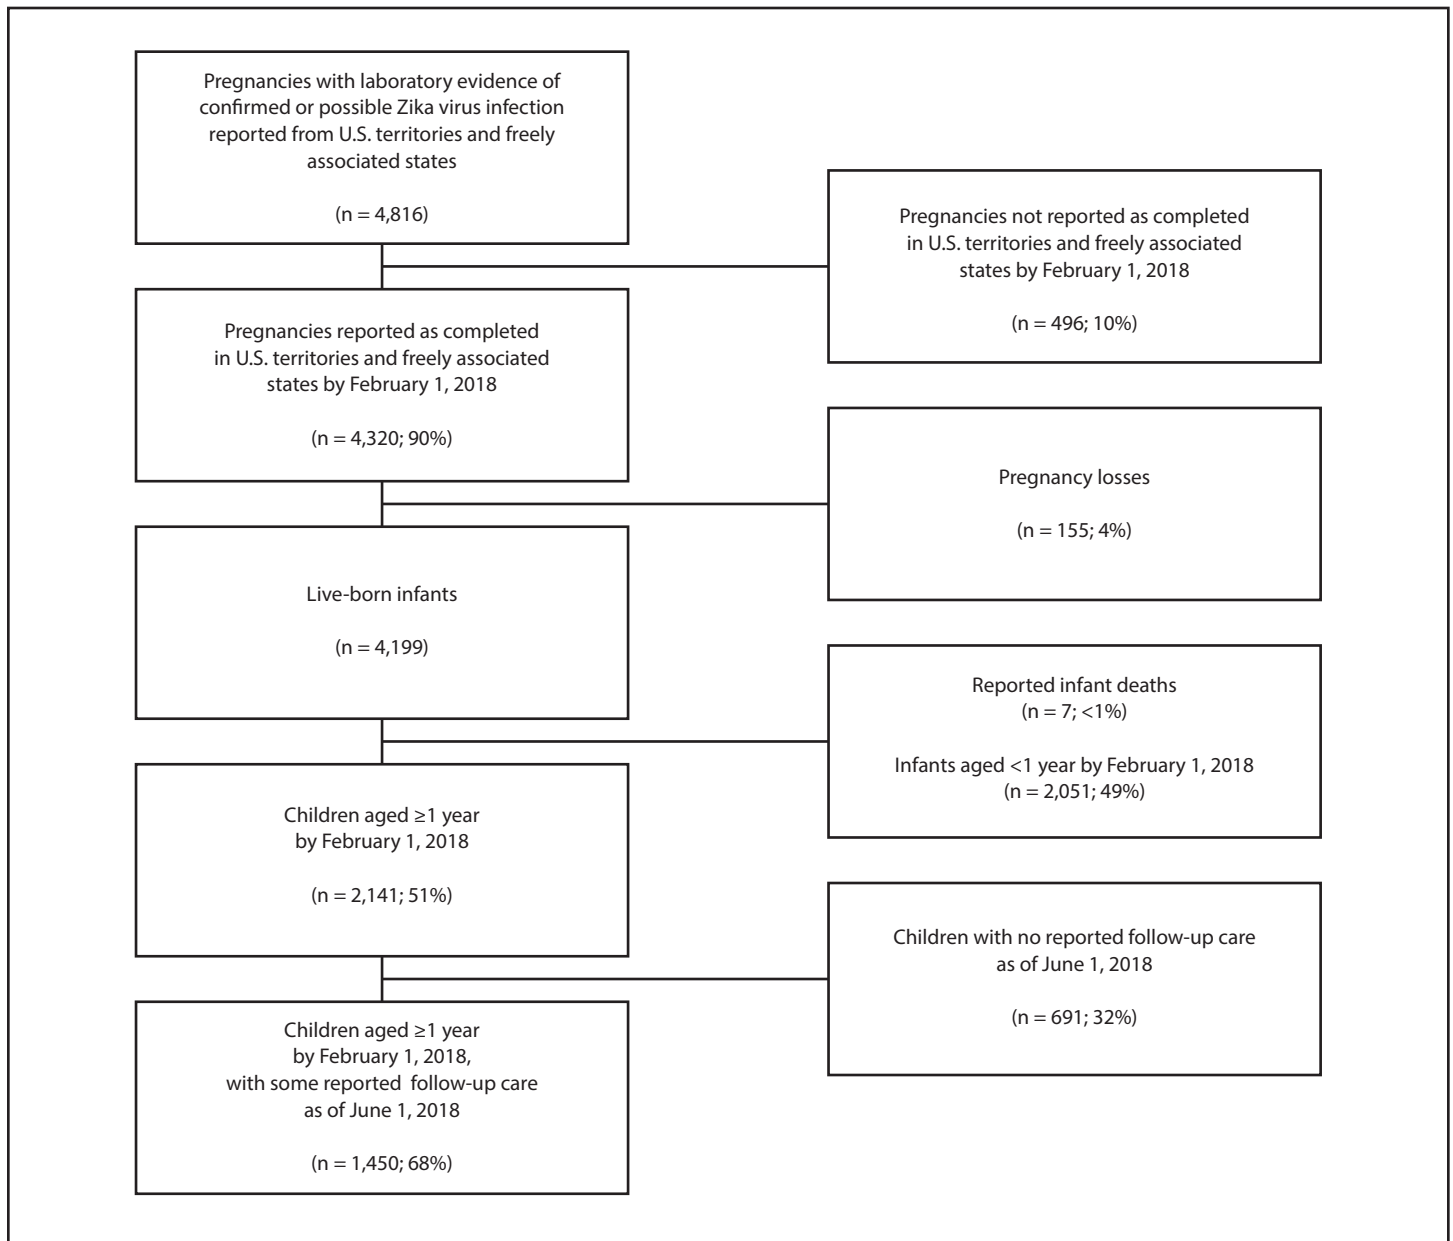 Pregnancies with laboratory evidence of
confirmed or possible Zika virus infection
reported from U.S. territories and freely
associated states
(n = 4,816)
Pregnancies not reported as completed
in U.S. territories and freely associated
states by February 1, 2018
(n = 496; 10%)
Pregnancies reported as completed
in U.S. territories and freely associated
states by February 1, 2018
(n = 4,320; 90%)
Pregnancy losses
(n = 155; 4%)
Live-born infants
(n = 4,199)
Reported infant deaths
(n = 7; <1%)
Infants aged <1 year by February 1, 2018
(n = 2,051; 49%)
Children aged ≥1 year
by February 1, 2018
(n = 2,141; 51%)
Children with no reported follow-up care
as of June 1, 2018
(n = 691; 32%)
Children aged ≥1 year
by February 1, 2018,
with some reported follow-up care
as of June 1, 2018
(n = 1,450; 68%)